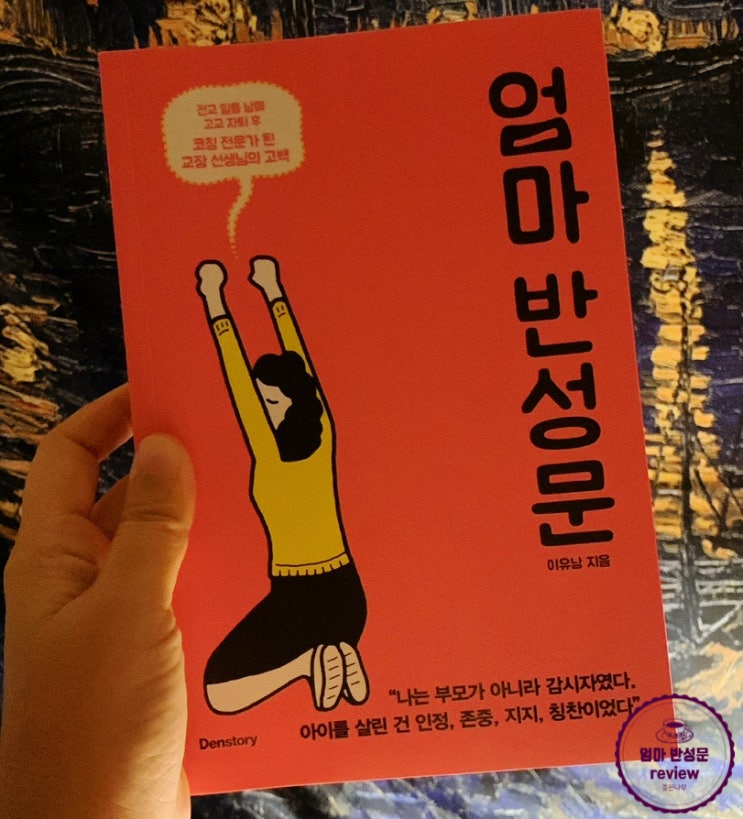 전교 일등 남매
고교 자퇴 후
코칭 전문가 된
교장 선생님의 고백
엄마 반성문
이유남 지음
“나는 부모가 아니라 감시자였다.
아이를 살린 건 인정, 존중, 지지, 칭찬이었다”
Denstory
엄마 반성문
review